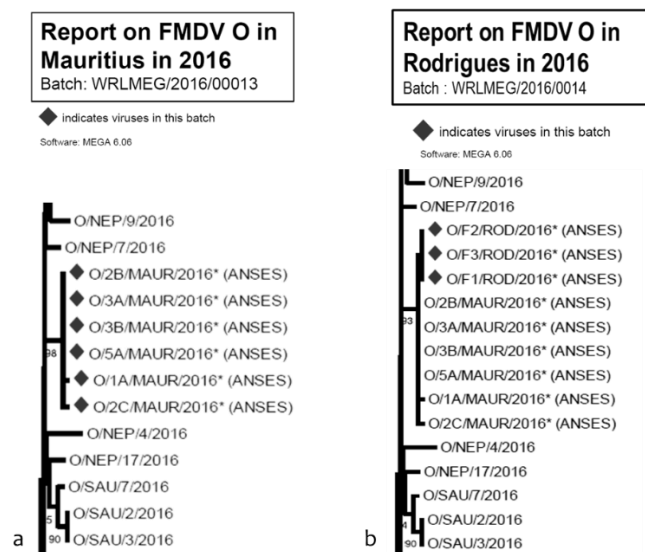 Report on FMDV O in
Mauritius in 2016
Batch: WRLMEG/2016/00013
indicates viruses in this batch
Software: MEGA 6.06
O/NEP/9/2016
O/NEP/7/2016
O/2B/MAUR/2016* (ANSES)
O/3A/MAUR/2016* (ANSES)
O/3B/MAUR/2016* (ANSES)
98
O/5A/MAUR/2016* (ANSES)
O/1A/MAUR/2016* (ANSES)
O/2C/MAUR/2016* (ANSES)
O/NEP/4/2016
O/NEP/17/2016
O/SAU/7/2016
5
O/SAU/2/2016
90
O/SAU/3/2016
a
Report on FMDV O in
Rodrigues in 2016
Batch : WRLMEG/2016/0014
indicates viruses in this batch
Software: MEGA 6.06
O/NEP/9/2016
O/NEP/7/2016
O/F2/ROD/2016* (ANSES)
O/F3/ROD/2016* (ANSES)
O/F1/ROD/2016* (ANSES)
O/2B/MAUR/2016* (ANSES)
93
O/3A/MAUR/2016* (ANSES)
O/3B/MAUR/2016* (ANSES)
O/5A/MAUR/2016* (ANSES)
O/1A/MAUR/2016* (ANSES)
O/2C/MAUR/2016* (ANSES)
O/NEP/4/2016
O/NEP/17/2016
O/SAU/7/2016
4
O/SAU/2/2016
90
O/SAU/3/2016
b